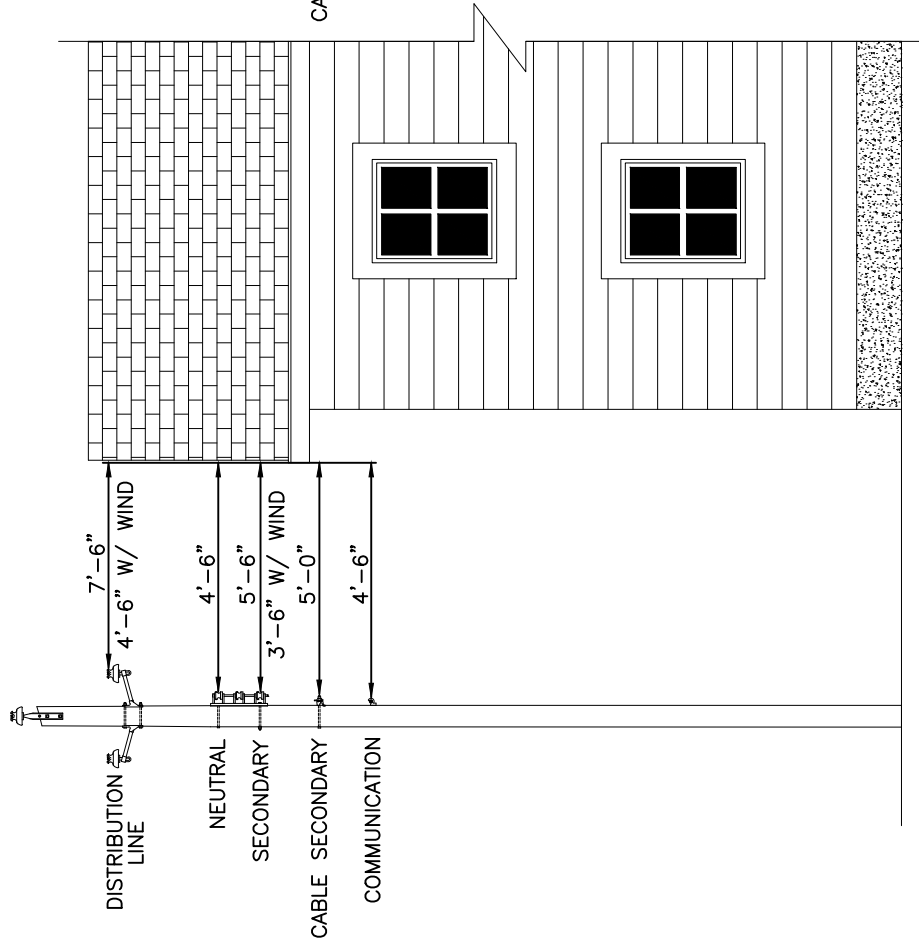 7'-6"
4'-6" W/ WIND
4'-6"
5'-6"
3'-6" W/ WIND
5'-0"
4'-6"
DISTRIBUTION
LINE
NEUTRAL
SECONDARY
CABLE SECONDARY
COMMUNICATION
CA